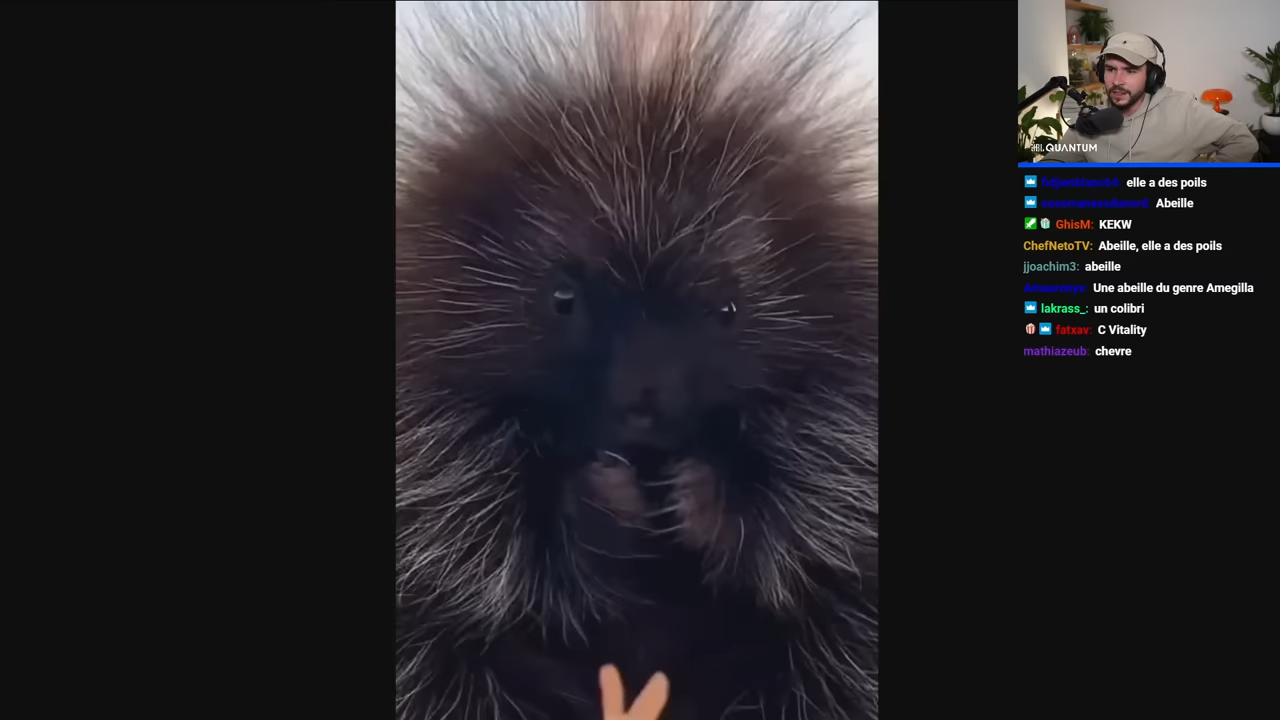 JBL QUANTUM
elle a des poils
Abeille
GhisM: KEKW
ChefNetoTV: Abeille, elle a des poils
jjoachim3: abeille
Une abeille du genre Amegilla
lakrass_: un colibri
fatxav: C Vitality
mathiazeub: chevre